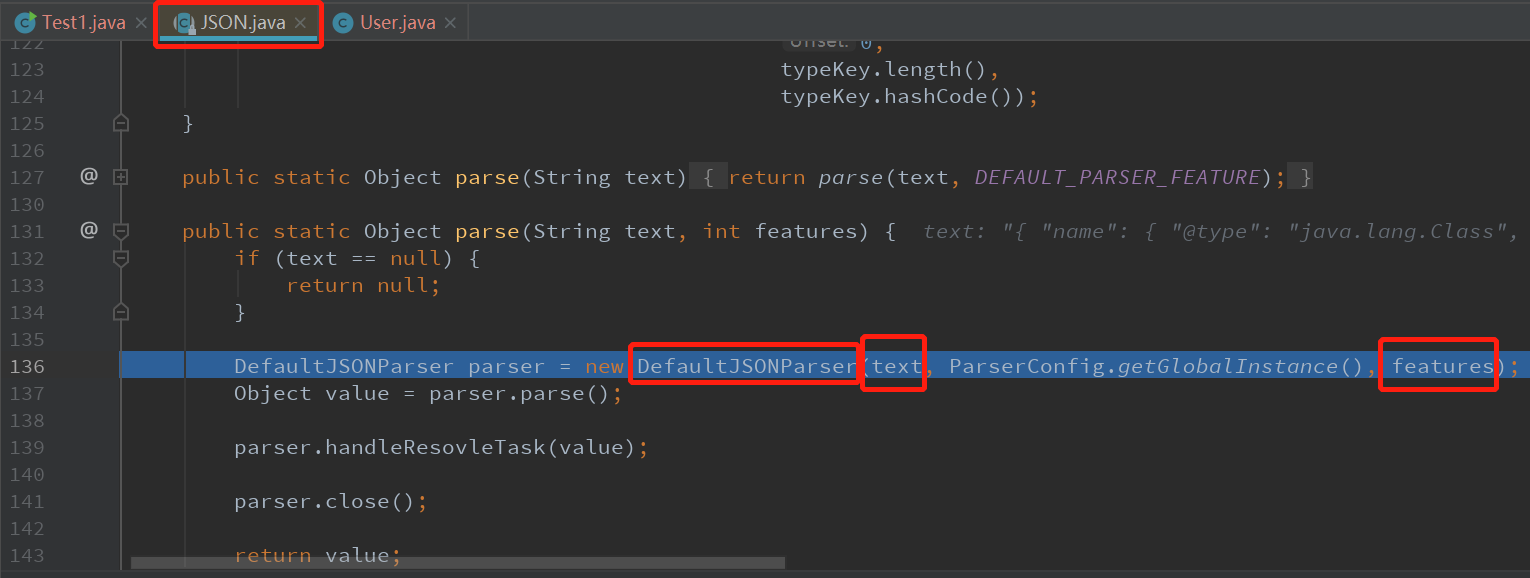 Test1.java JSON.java User.java
122 offset: 0,
123 typeKey.length(),
124 typeKey.hashCode());
125 }
126
127 @ public static Object parse(String text) { return parse(text, DEFAULT_PARSER_FEATURE); }
130
131 @ public static Object parse(String text, int features) { text: "{ "name": { "@type": "java.lang.Class",
132 if (text == null) {
133 return null;
134 }
135
136 DefaultJSONParser parser = new DefaultJSONParser(text, ParserConfig.getGlobalInstance(), features);
137 Object value = parser.parse();
138
139 parser.handleResovleTask(value);
140
141 parser.close();
142
143 return value;